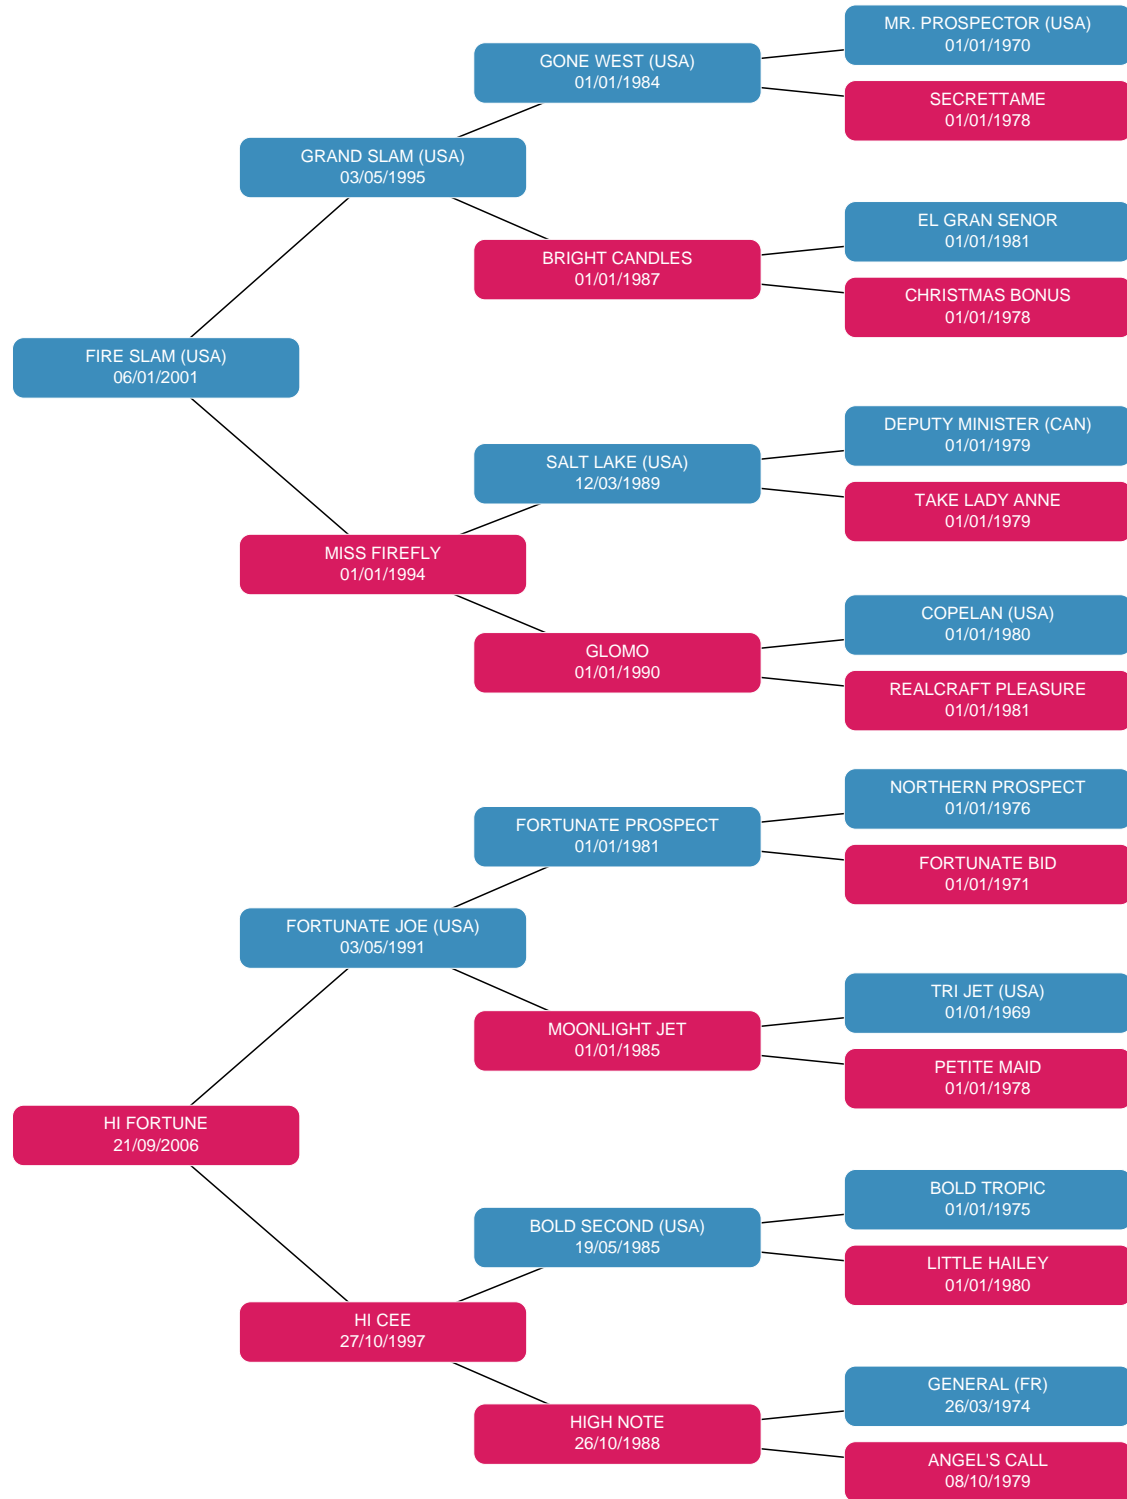 MR. PROSPECTOR (USA)
01/01/1970
GONE WEST (USA)
01/01/1984
SECRETTAME
01/01/1978
GRAND SLAM (USA)
03/05/1995
EL GRAN SENOR
01/01/1981
BRIGHT CANDLES
01/01/1987
CHRISTMAS BONUS
01/01/1978
FIRE SLAM (USA)
06/01/2001
DEPUTY MINISTER (CAN)
01/01/1979
SALT LAKE (USA)
12/03/1989
TAKE LADY ANNE
01/01/1979
MISS FIREFLY
01/01/1994
COPELAN (USA)
01/01/1980
GLOMO
01/01/1990
REALCRAFT PLEASURE
01/01/1981
NORTHERN PROSPECT
01/01/1976
FORTUNATE PROSPECT
01/01/1981
FORTUNATE BID
01/01/1971
FORTUNATE JOE (USA)
03/05/1991
TRI JET (USA)
01/01/1969
MOONLIGHT JET
01/01/1985
PETITE MAID
01/01/1978
HI FORTUNE
21/09/2006
BOLD TROPIC
01/01/1975
BOLD SECOND (USA)
19/05/1985
LITTLE HAILEY
01/01/1980
HI CEE
27/10/1997
GENERAL (FR)
26/03/1974
HIGH NOTE
26/10/1988
ANGEL'S CALL
08/10/1979